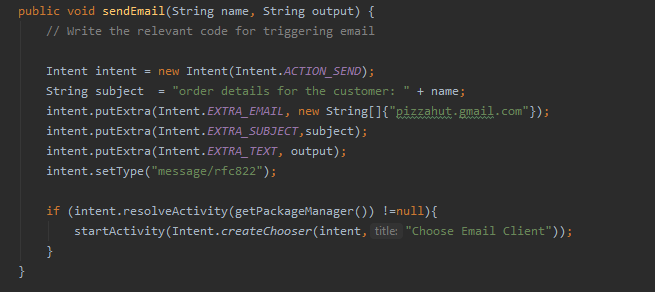 public void sendEmail(String name, String output) {
// Write the relevant code for triggering email
Intent intent = new Intent(Intent.ACTION_SEND);
String subject  = "order details for the customer: " + name;
intent.putExtra(Intent.EXTRA_EMAIL, new String[]{"pizzahut.gmail.com"});
intent.putExtra(Intent.EXTRA_SUBJECT,subject);
intent.putExtra(Intent.EXTRA_TEXT, output);
intent.setType("message/rfc822");
if (intent.resolveActivity(getPackageManager()) !=null){
startActivity(Intent.createChooser(intent, title: "Choose Email Client"));
}
}